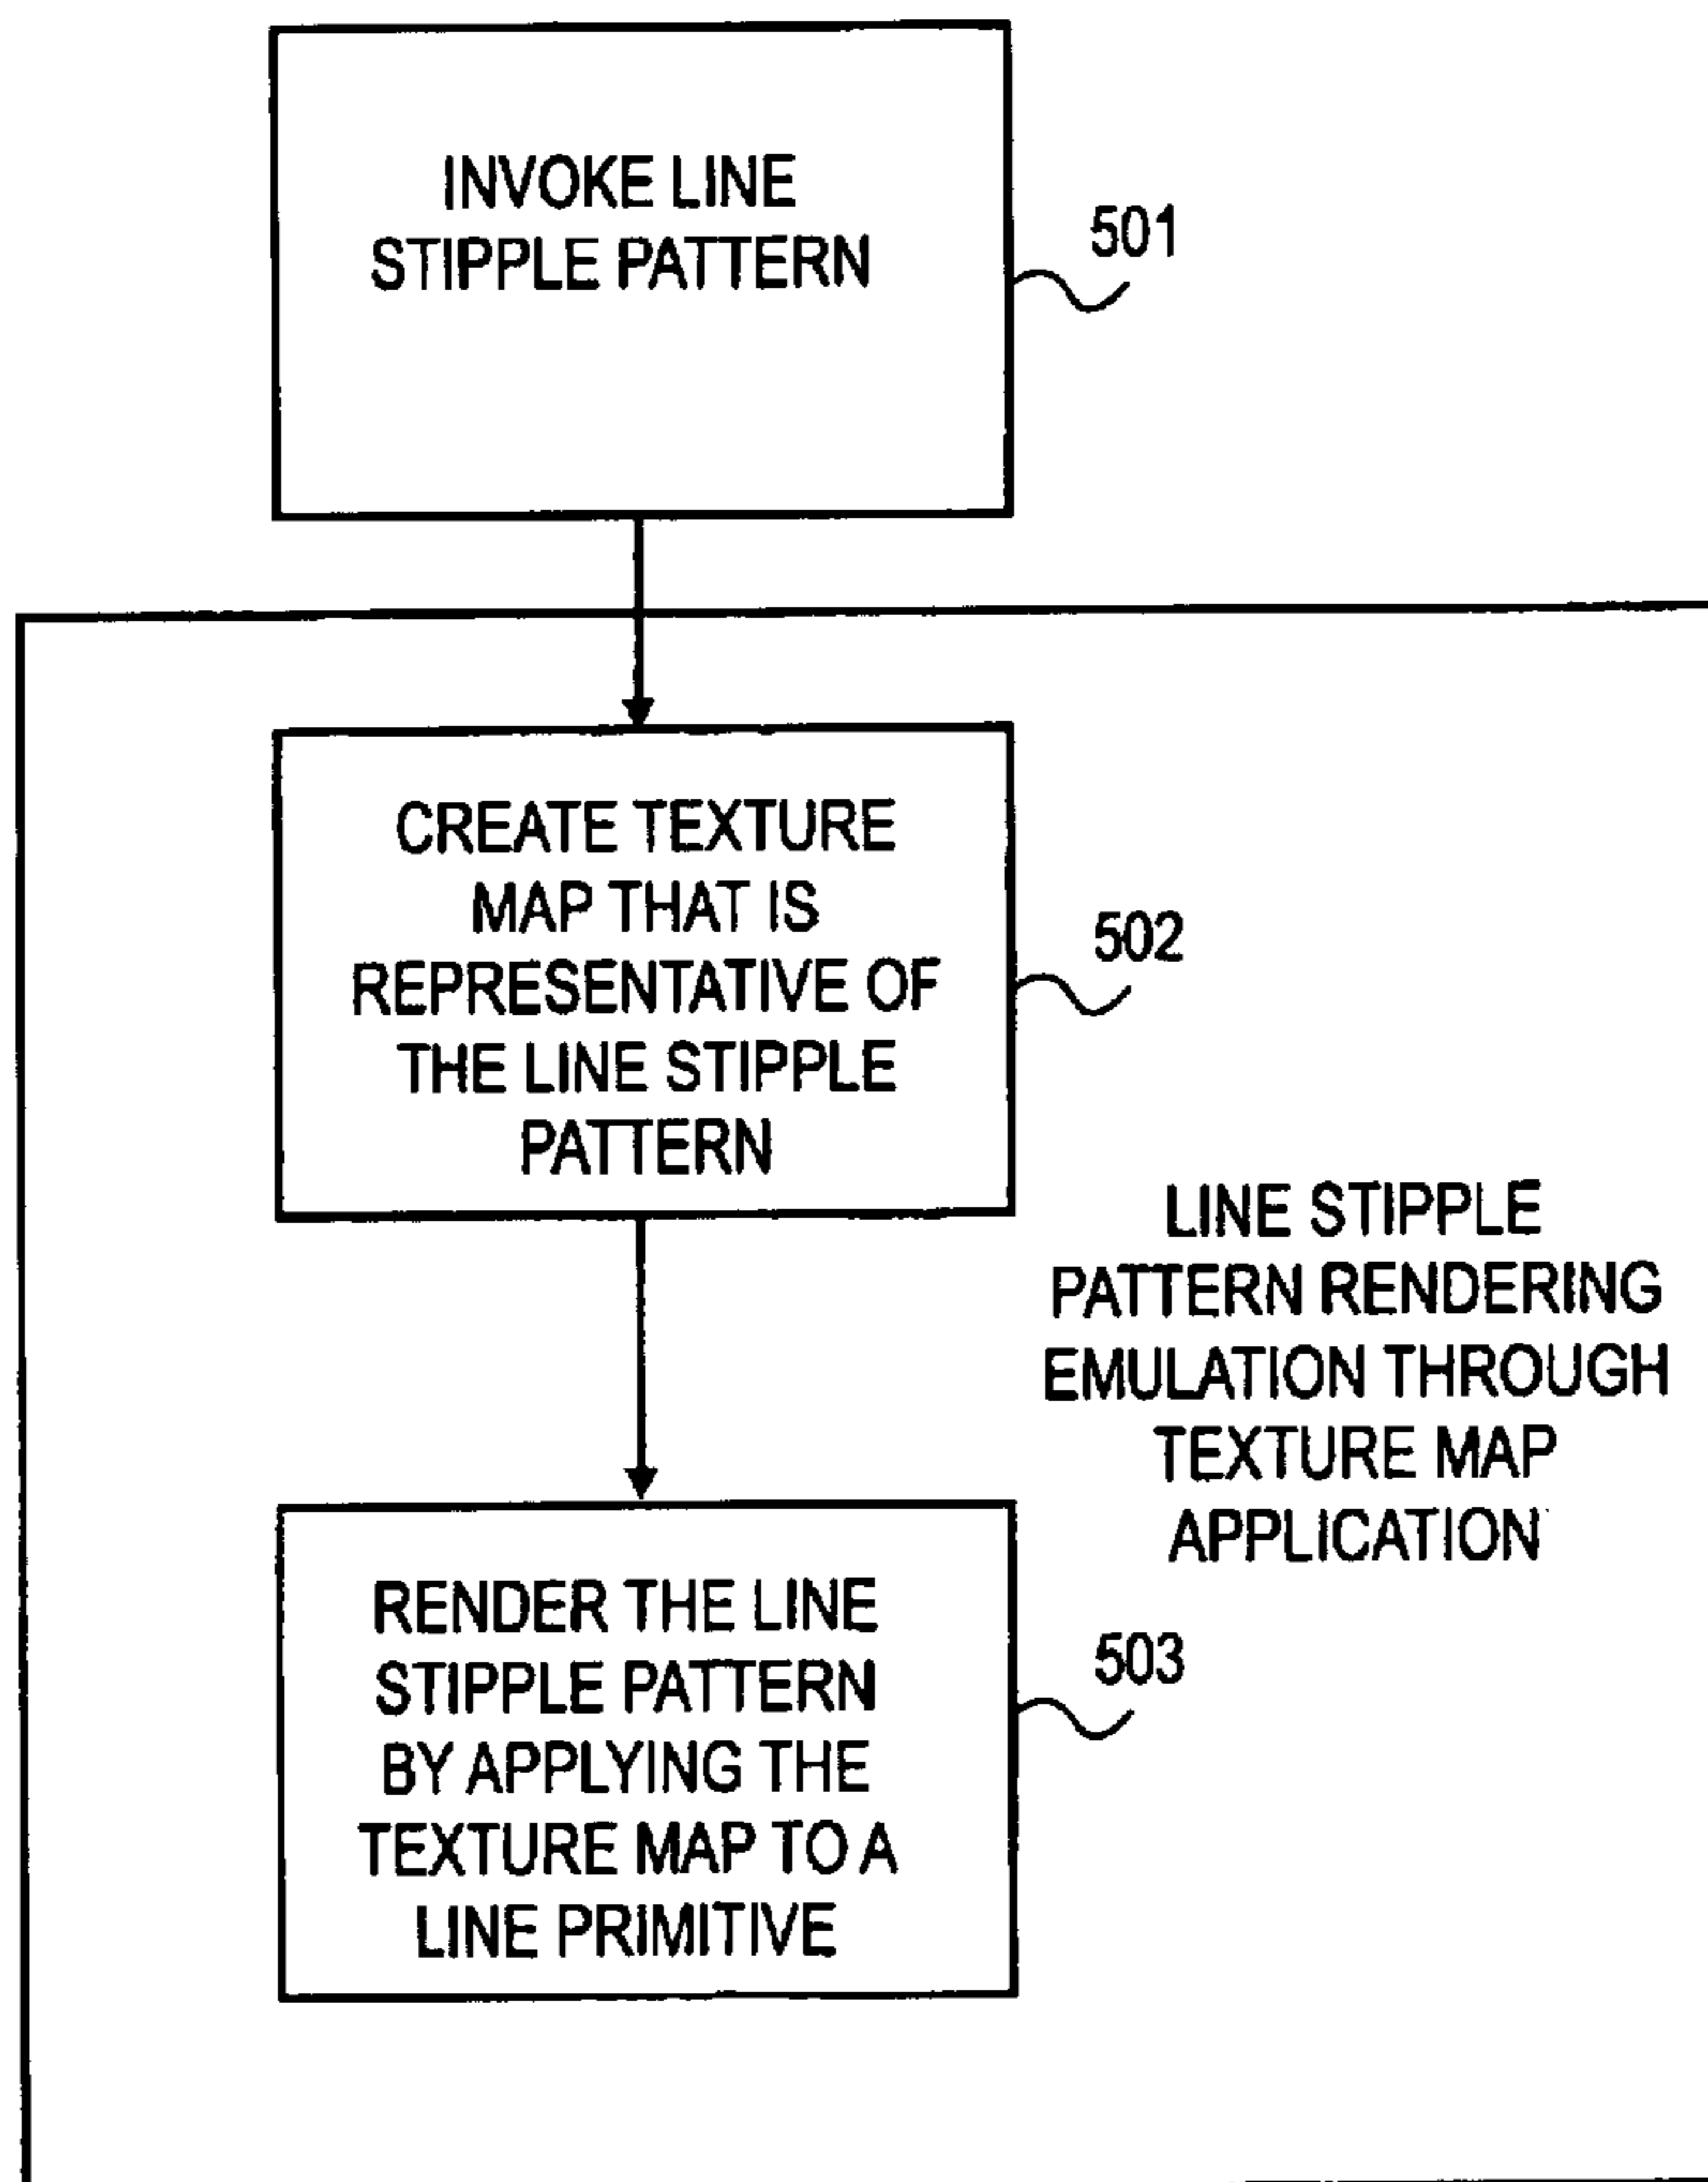 INVOKE LINE
STIPPLE PATTERN
501
CREATE TEXTURE
MAP THAT IS
REPRESENTATIVE OF
THE LINE STIPPLE
PATTERN
502
LINE STIPPLE
PATTERN RENDERING
EMULATION THROUGH
TEXTURE MAP
APPLICATION
RENDER THE LINE
STIPPLE PATTERN
BY APPLYING THE
TEXTURE MAP TO A
LINE PRIMITIVE
503